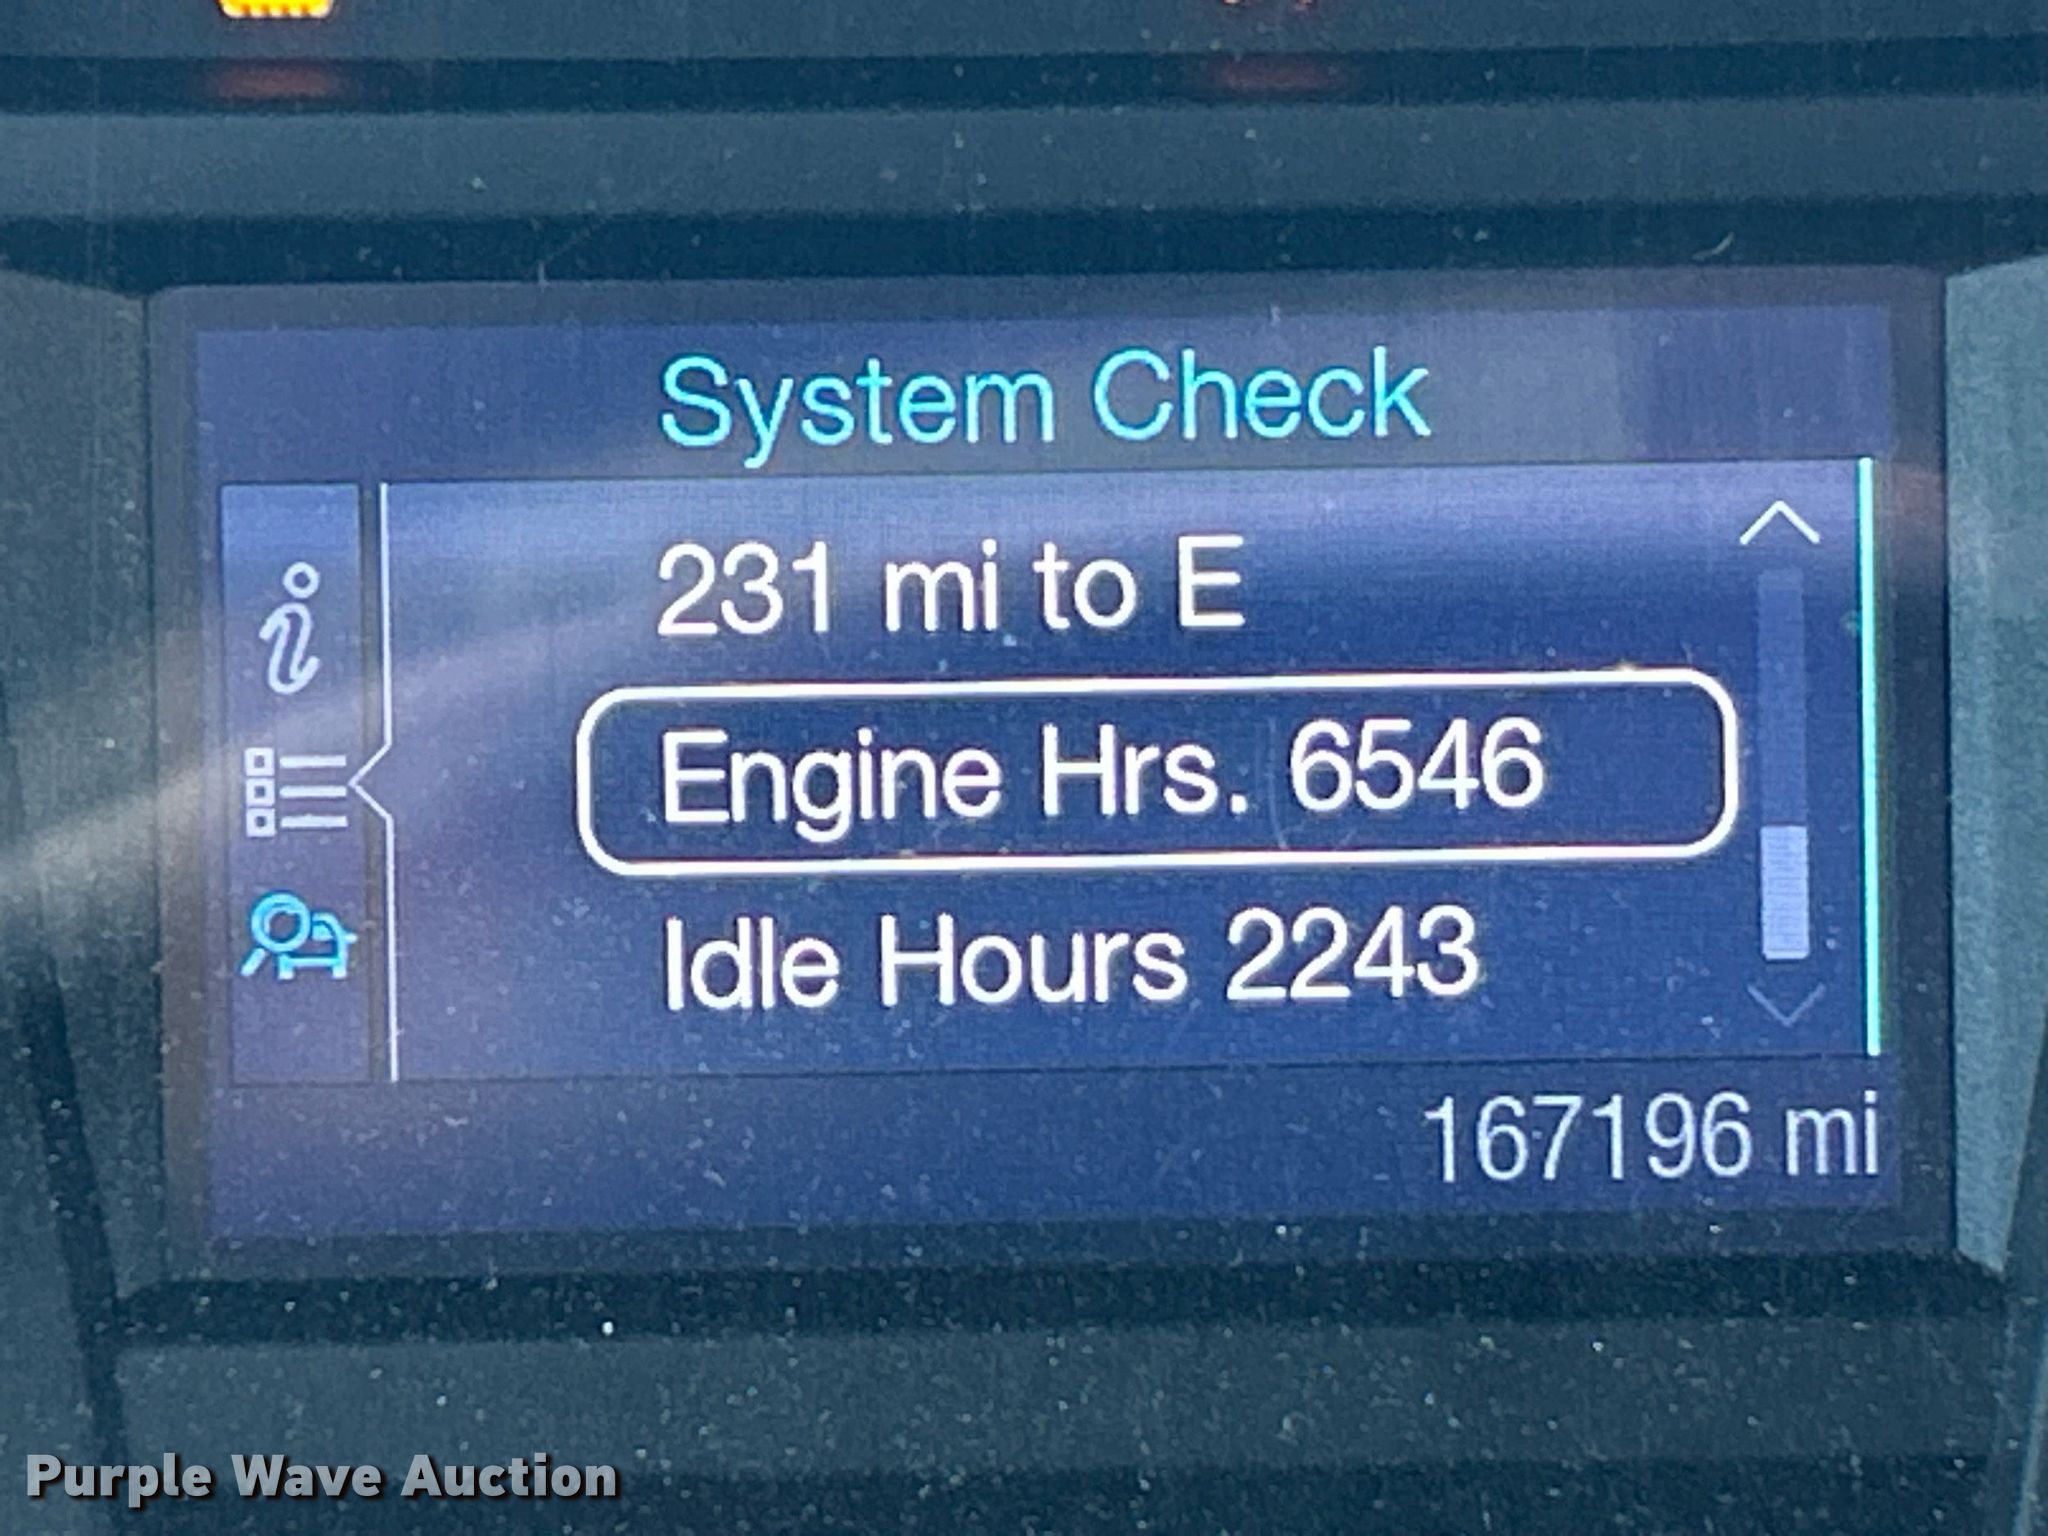 System Check
231 mi to E
Engine Hrs. 6546
Idle Hours 2243
167196 mi
Purple Wave Auction